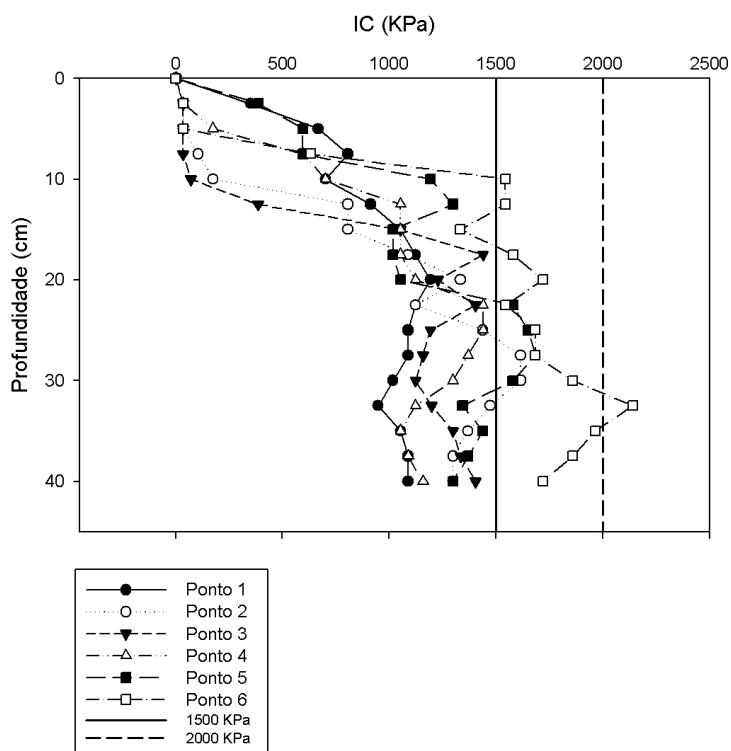 IC (KPa)
0 500 1000 1500 2000 2500
Profundidade (cm)
0
10
20
30
40
Ponto 1
Ponto 2
Ponto 3
Ponto 4
Ponto 5
Ponto 6
1500 KPa
2000 KPa